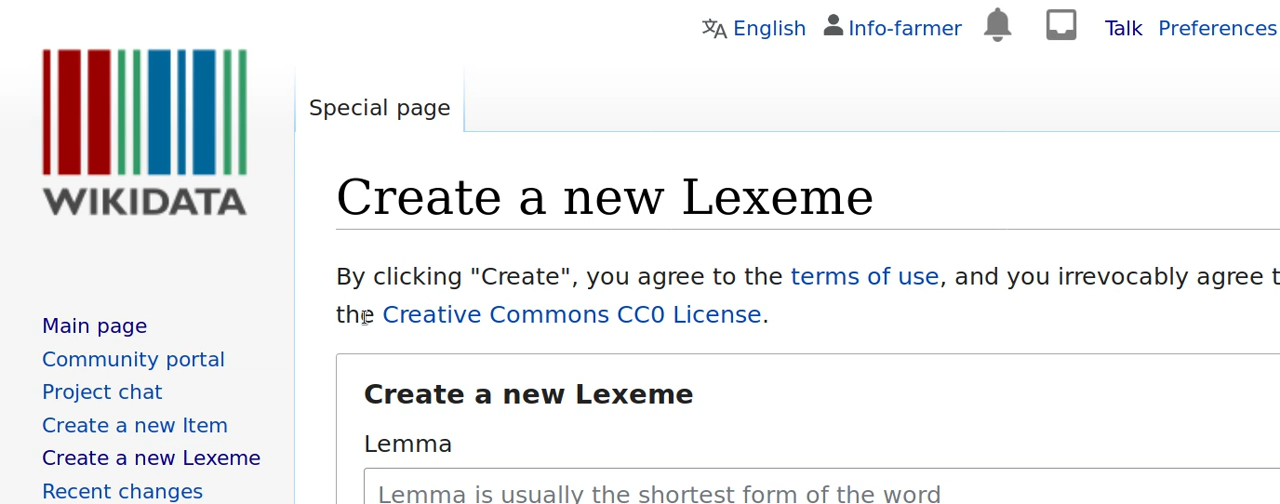 English Info-farmer Talk Preferences
WIKIDATA
Special page
Create a new Lexeme
By clicking "Create", you agree to the terms of use, and you irrevocably agree t
the Creative Commons CC0 License.
Main page
Community portal
Project chat
Create a new Item
Create a new Lexeme
Recent changes
Create a new Lexeme
Lemma
Lemma is usually the shortest form of the word